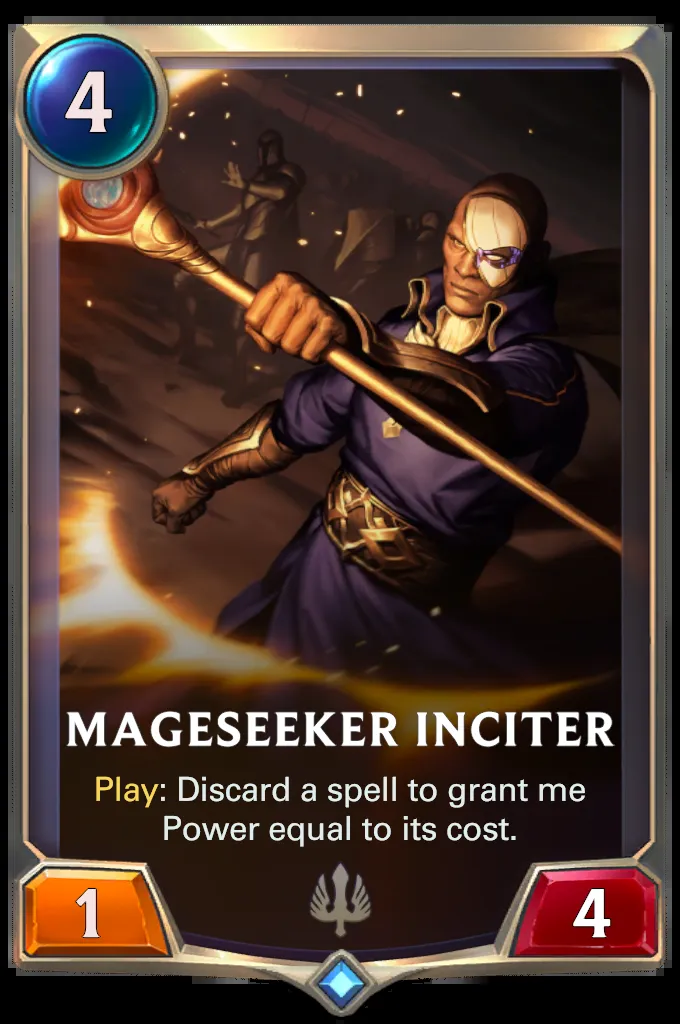 4
MAGESEEKER INCITER
Play: Discard a spell to grant me
Power equal to its cost.
1
4